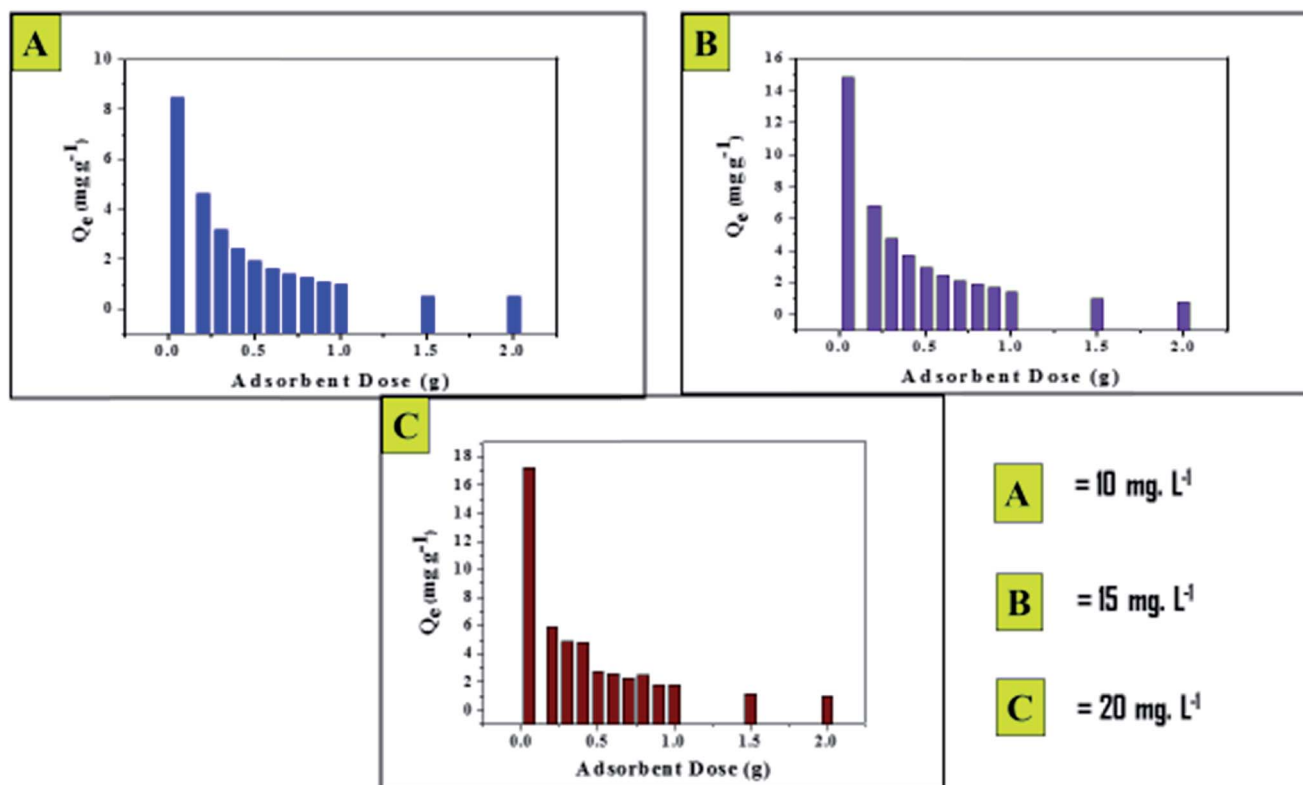 A
10
8
6
4
2
0
Qe (mg g-1)
0.0 0.5 1.0 1.5 2.0
Adsorbent Dose (g)
B
16
14
12
10
8
6
4
2
0
Qe (mg g-1)
0.0 0.5 1.0 1.5 2.0
Adsorbent Dose (g)
C
18
16
14
12
10
8
6
4
2
0
Qe (mg g-1)
0.0 0.5 1.0 1.5 2.0
Adsorbent Dose (g)
A = 10 mg. L-1
B = 15 mg. L-1
C = 20 mg. L-1